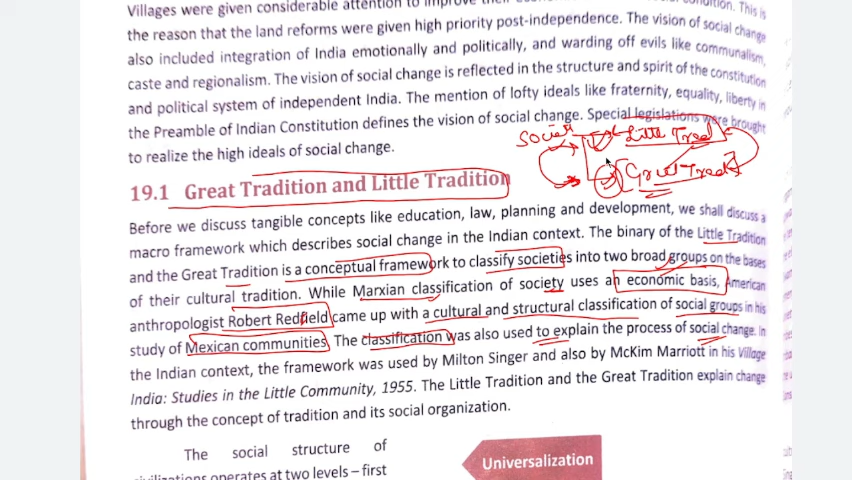 Villages were given considerable attention to improve their
condition. This is
the reason that the land reforms were given high priority post-independence. The vision of social change
also included integration of India emotionally and politically, and warding off evils like communalism,
caste and regionalism. The vision of social change is reflected in the structure and spirit of the constitution
and political system of independent India. The mention of lofty ideals like fraternity, equality, liberty in
the Preamble of Indian Constitution defines the vision of social change. Special legislations were brought
to realize the high ideals of social change.
Little Trad
19.1 Great Tradition and Little Tradition
Before we discuss tangible concepts like education, law, planning and development, we shall discuss a
macro framework which describes social change in the Indian context. The binary of the Little Tradition
and the Great Tradition is a conceptual framework to classify societies into two broad groups on the bases
of their cultural tradition. While Marxian classification of society uses an economic basis, American
anthropologist Robert Redfield came up with a cultural and structural classification of social groups in his
study of Mexican communities. The classification was also used to explain the process of social change. In
the Indian context, the framework was used by Milton Singer and also by McKim Marriott in his Village
India: Studies in the Little Community, 1955. The Little Tradition and the Great Tradition explain change
through the concept of tradition and its social organization.
The social structure of
civilizations operates at two levels – first
Universalization